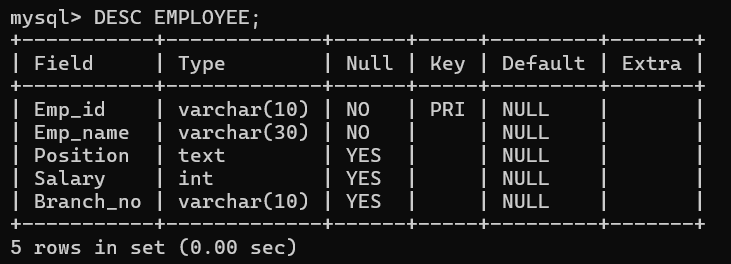 mysql> DESC EMPLOYEE;
+-----------+-------------+------+-----+---------+-------+
| Field     | Type        | Null | Key | Default | Extra |
+-----------+-------------+------+-----+---------+-------+
| Emp_id    | varchar(10) | NO   | PRI | NULL    |       |
| Emp_name  | varchar(30) | NO   |     | NULL    |       |
| Position  | text        | YES  |     | NULL    |       |
| Salary    | int         | YES  |     | NULL    |       |
| Branch_no | varchar(10) | YES  |     | NULL    |       |
+-----------+-------------+------+-----+---------+-------+
5 rows in set (0.00 sec)